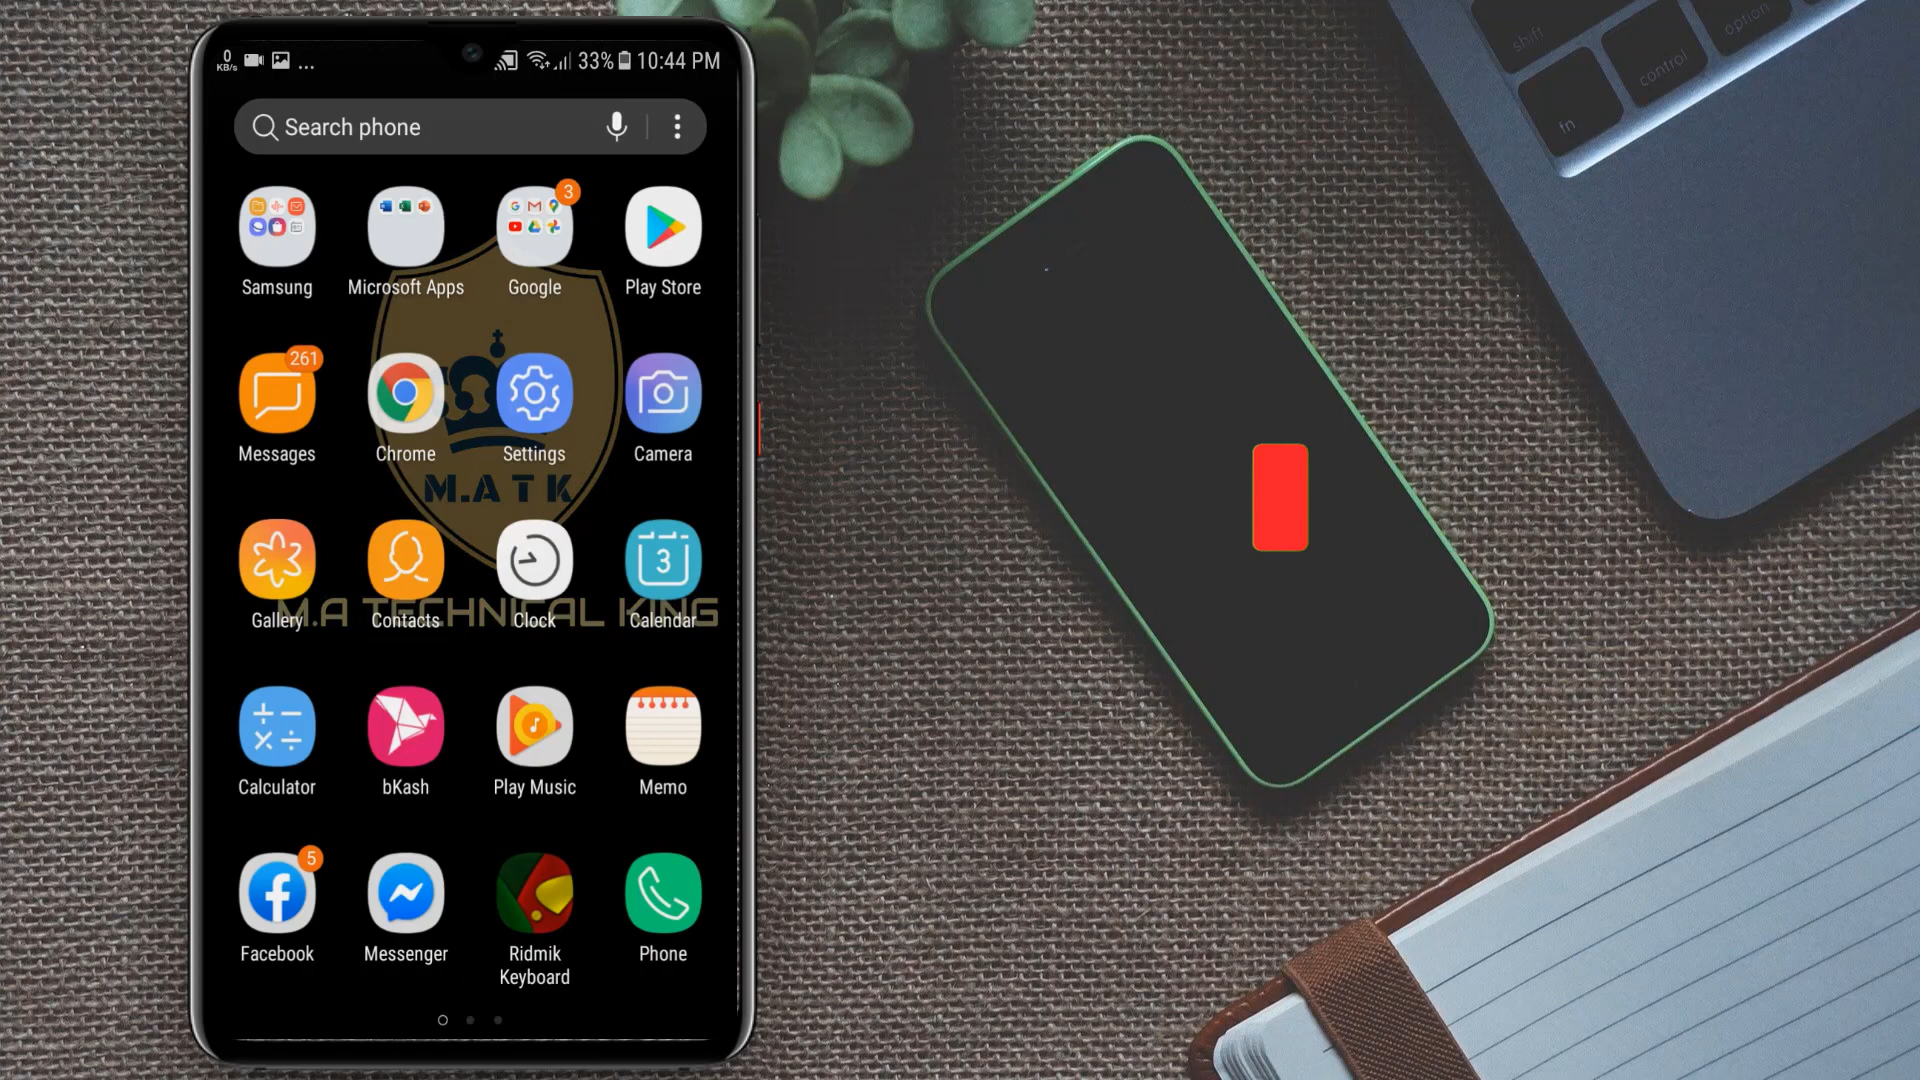 0
KB/s
...
33%
10:44 PM
Search phone
3
Samsung
Microsoft Apps
Google
Play Store
261
Messages
Chrome
Settings
Camera
M.A T K
3
M.A TECHNICAL KING
Gallery
Contacts
Clock
Calendar
Calculator
bKash
Play Music
Memo
5
Facebook
Messenger
Ridmik
Keyboard
Phone
shift
option
control
fn